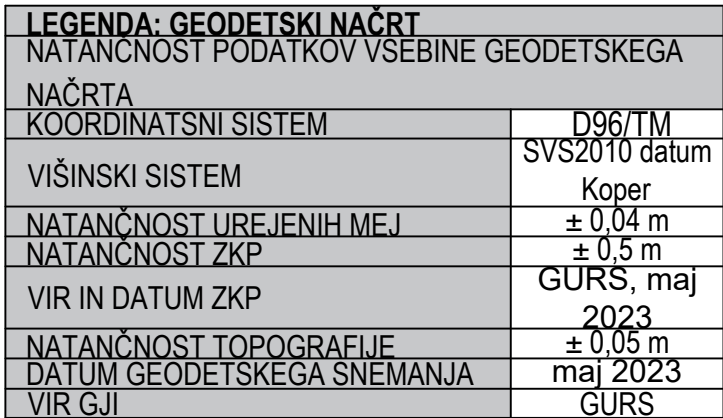 LEGENDA: GEODETSKI NAČRT
NATANČNOST PODATKOV VSEBINE GEODETSKEGA
NAČRTA
KOORDINATSNI SISTEM D96/TM
VIŠINSKI SISTEM SVS2010 datum
Koper
NATANČNOST UREJENIH MEJ ± 0,04 m
NATANČNOST ZKP ± 0,5 m
VIR IN DATUM ZKP GURS, maj
2023
NATANČNOST TOPOGRAFIJE ± 0,05 m
DATUM GEODETSKEGA SNEMANJA maj 2023
VIR GJI GURS